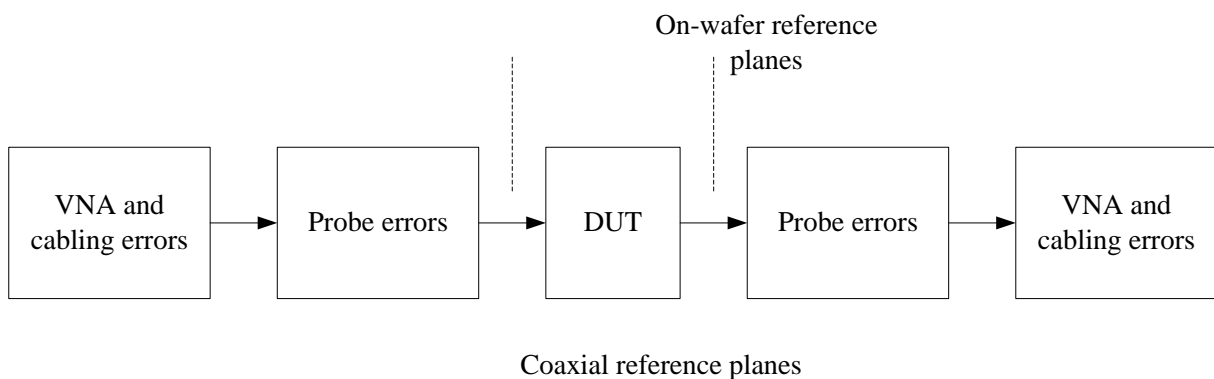 On-wafer reference
planes
VNA and
cabling errors
Probe errors
DUT
Probe errors
VNA and
cabling errors
Coaxial reference planes